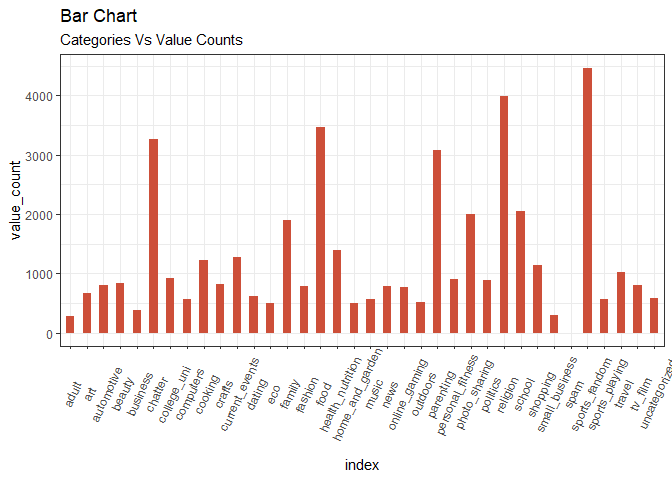 Bar Chart
Categories Vs Value Counts
4000
3000
2000
1000
0
value_count
adult
art
automotive
beauty
business
chatter
college_uni
computers
cooking
crafts
current_events
dating
eco
family
fashion
food
health_nutrition
home_and_garden
music
news
online_gaming
outdoors
parenting
personal_fitness
photo_sharing
politics
religion
school
shopping
small_business
spam
sports_fandom
sports_playing
travel
tv_film
uncategorized
index